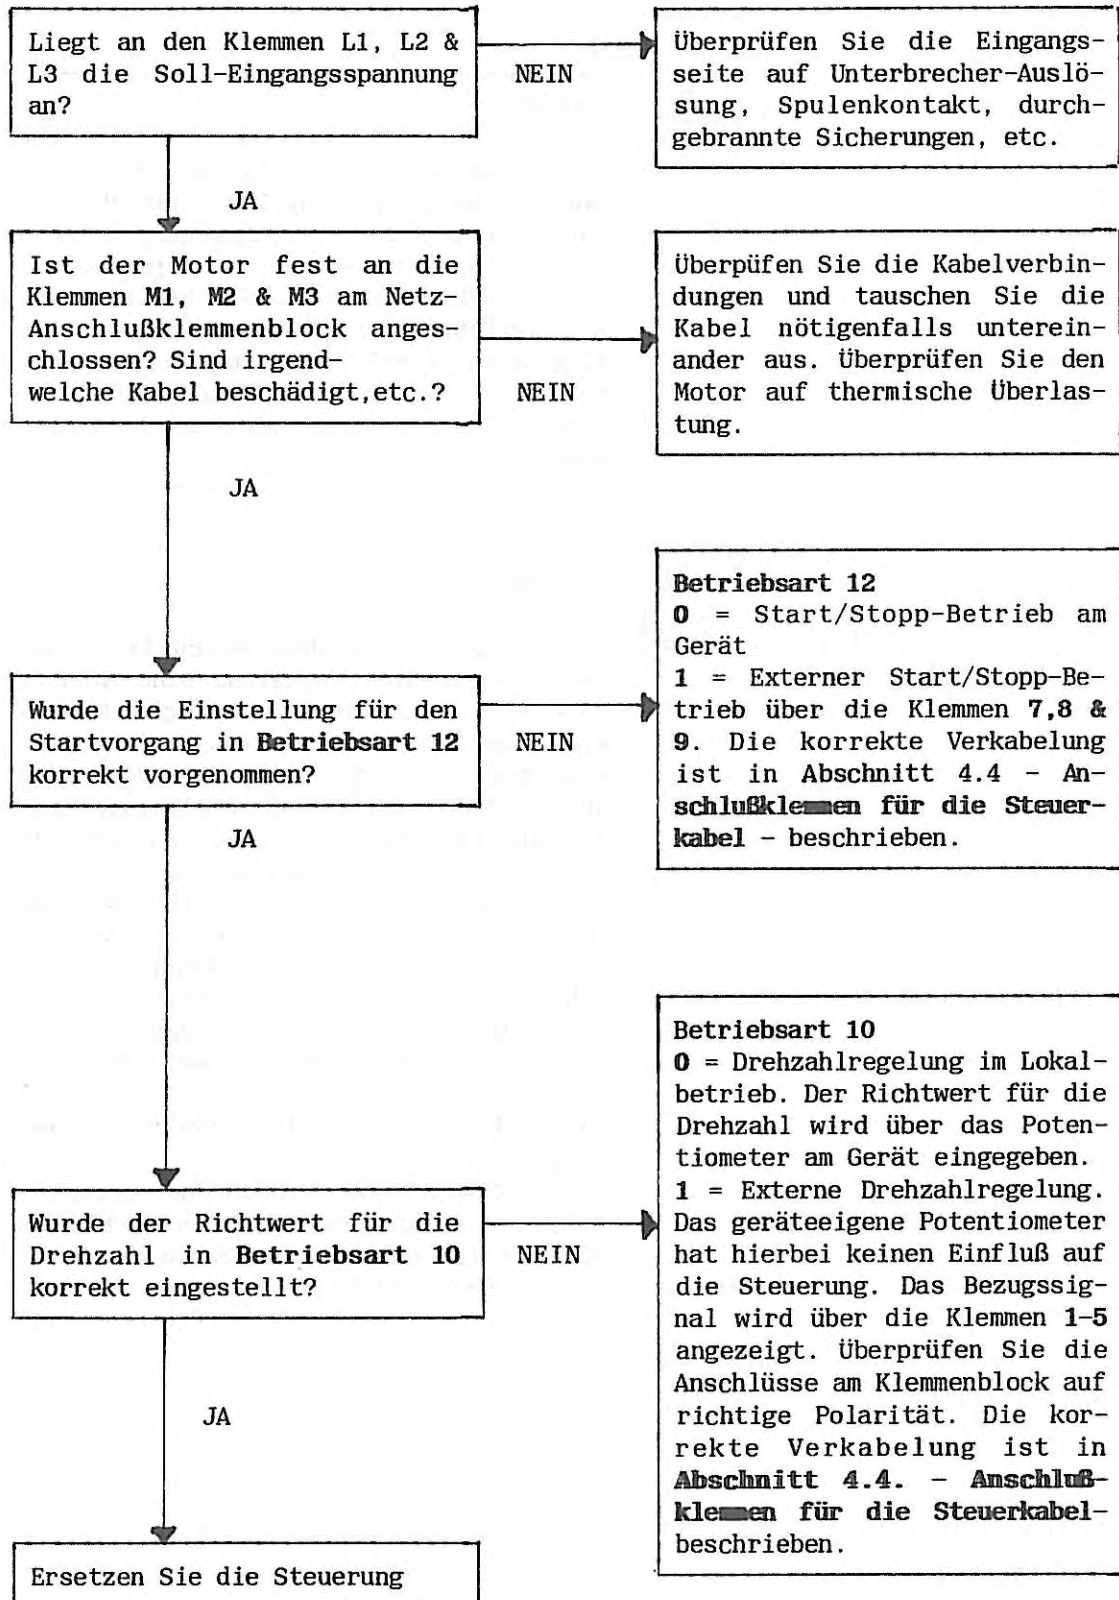 Liegt an den Klemmen L1, L2 &
L3 die Soll-Eingangsspannung
an?
NEIN
Überprüfen Sie die Eingangs-
seite auf Unterbrecher-Auslö-
sung, Spulenkontakt, durch-
gebrannte Sicherungen, etc.
JA
Ist der Motor fest an die
Klemmen M1, M2 & M3 am Netz-
Anschlußklemmenblock ange-
schlossen? Sind irgend-
welche Kabel beschädigt,etc.?
NEIN
Überpüfen Sie die Kabelverbin-
dungen und tauschen Sie die
Kabel nötigenfalls unterein-
ander aus. Überprüfen Sie den
Motor auf thermische Überlas-
tung.
JA
Wurde die Einstellung für den
Startvorgang in Betriebsart 12
korrekt vorgenommen?
NEIN
Betriebsart 12
0 = Start/Stopp-Betrieb am
Gerät
1 = Externer Start/Stopp-Be-
trieb über die Klemmen 7,8 &
9. Die korrekte Verkabelung
ist in Abschnitt 4.4 - An-
schlußklemmen für die Steuer-
kabel - beschrieben.
JA
Wurde der Richtwert für die
Drehzahl in Betriebsart 10
korrekt eingestellt?
NEIN
Betriebsart 10
0 = Drehzahlregelung im Lokal-
betrieb. Der Richtwert für die
Drehzahl wird über das Poten-
tiometer am Gerät eingegeben.
1 = Externe Drehzahlregelung.
Das geräteeigene Potentiometer
hat hierbei keinen Einfluß auf
die Steuerung. Das Bezugssig-
nal wird über die Klemmen 1-5
angezeigt. Überprüfen Sie die
Anschlüsse am Klemmenblock auf
richtige Polarität. Die kor-
rekte Verkabelung ist in
Abschnitt 4.4. - Anschluß-
klemmen für die Steuerkabel-
beschrieben.
JA
Ersetzen Sie die Steuerung